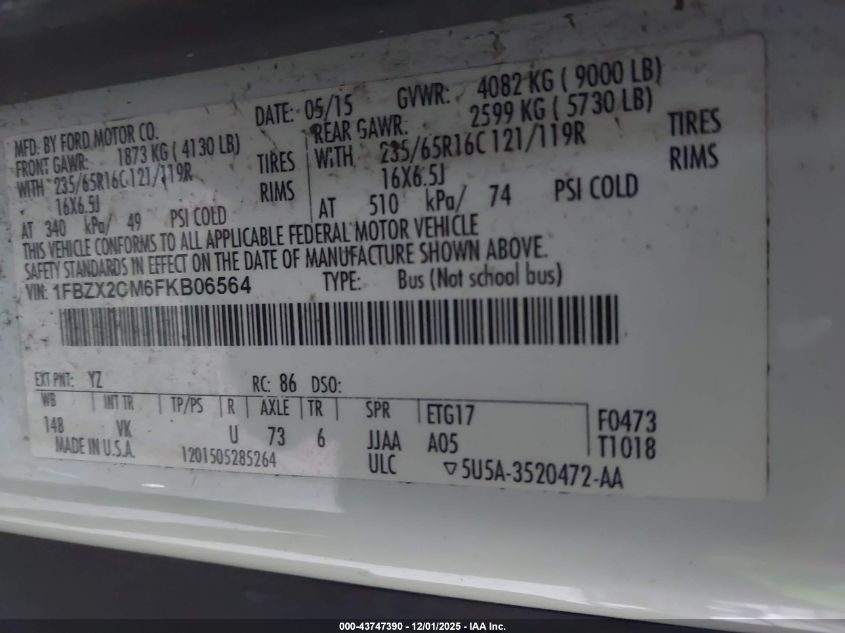 MFD. BY FORD MOTOR CO.
DATE: 05/15
GVWR: 4082 KG ( 9000 LB)
FRONT GAWR: 1873 KG ( 4130 LB)
REAR GAWR: 2599 KG ( 5730 LB)
WITH 235/65R16C 121/119R TIRES
WITH 235/65R16C 121/119R TIRES
16X6.5J RIMS
16X6.5J RIMS
AT 340 kPa/ 49 PSI COLD
AT 510 kPa/ 74 PSI COLD
THIS VEHICLE CONFORMS TO ALL APPLICABLE FEDERAL MOTOR VEHICLE
SAFETY STANDARDS IN EFFECT ON THE DATE OF MANUFACTURE SHOWN ABOVE.
VIN: 1FBZX2CM6FKB06564
TYPE: Bus (Not school bus)
EXT PNT: YZ RC: 86 DSO:
WB INT TR TP/PS R AXLE TR SPR ETG17 F0473
148 VK U 73 6 JJAA A05 T1018
MADE IN U.S.A. 1201505285264 ULC ▽5U5A-3520472-AA
000-43747390 - 12/01/2025 - IAA Inc.